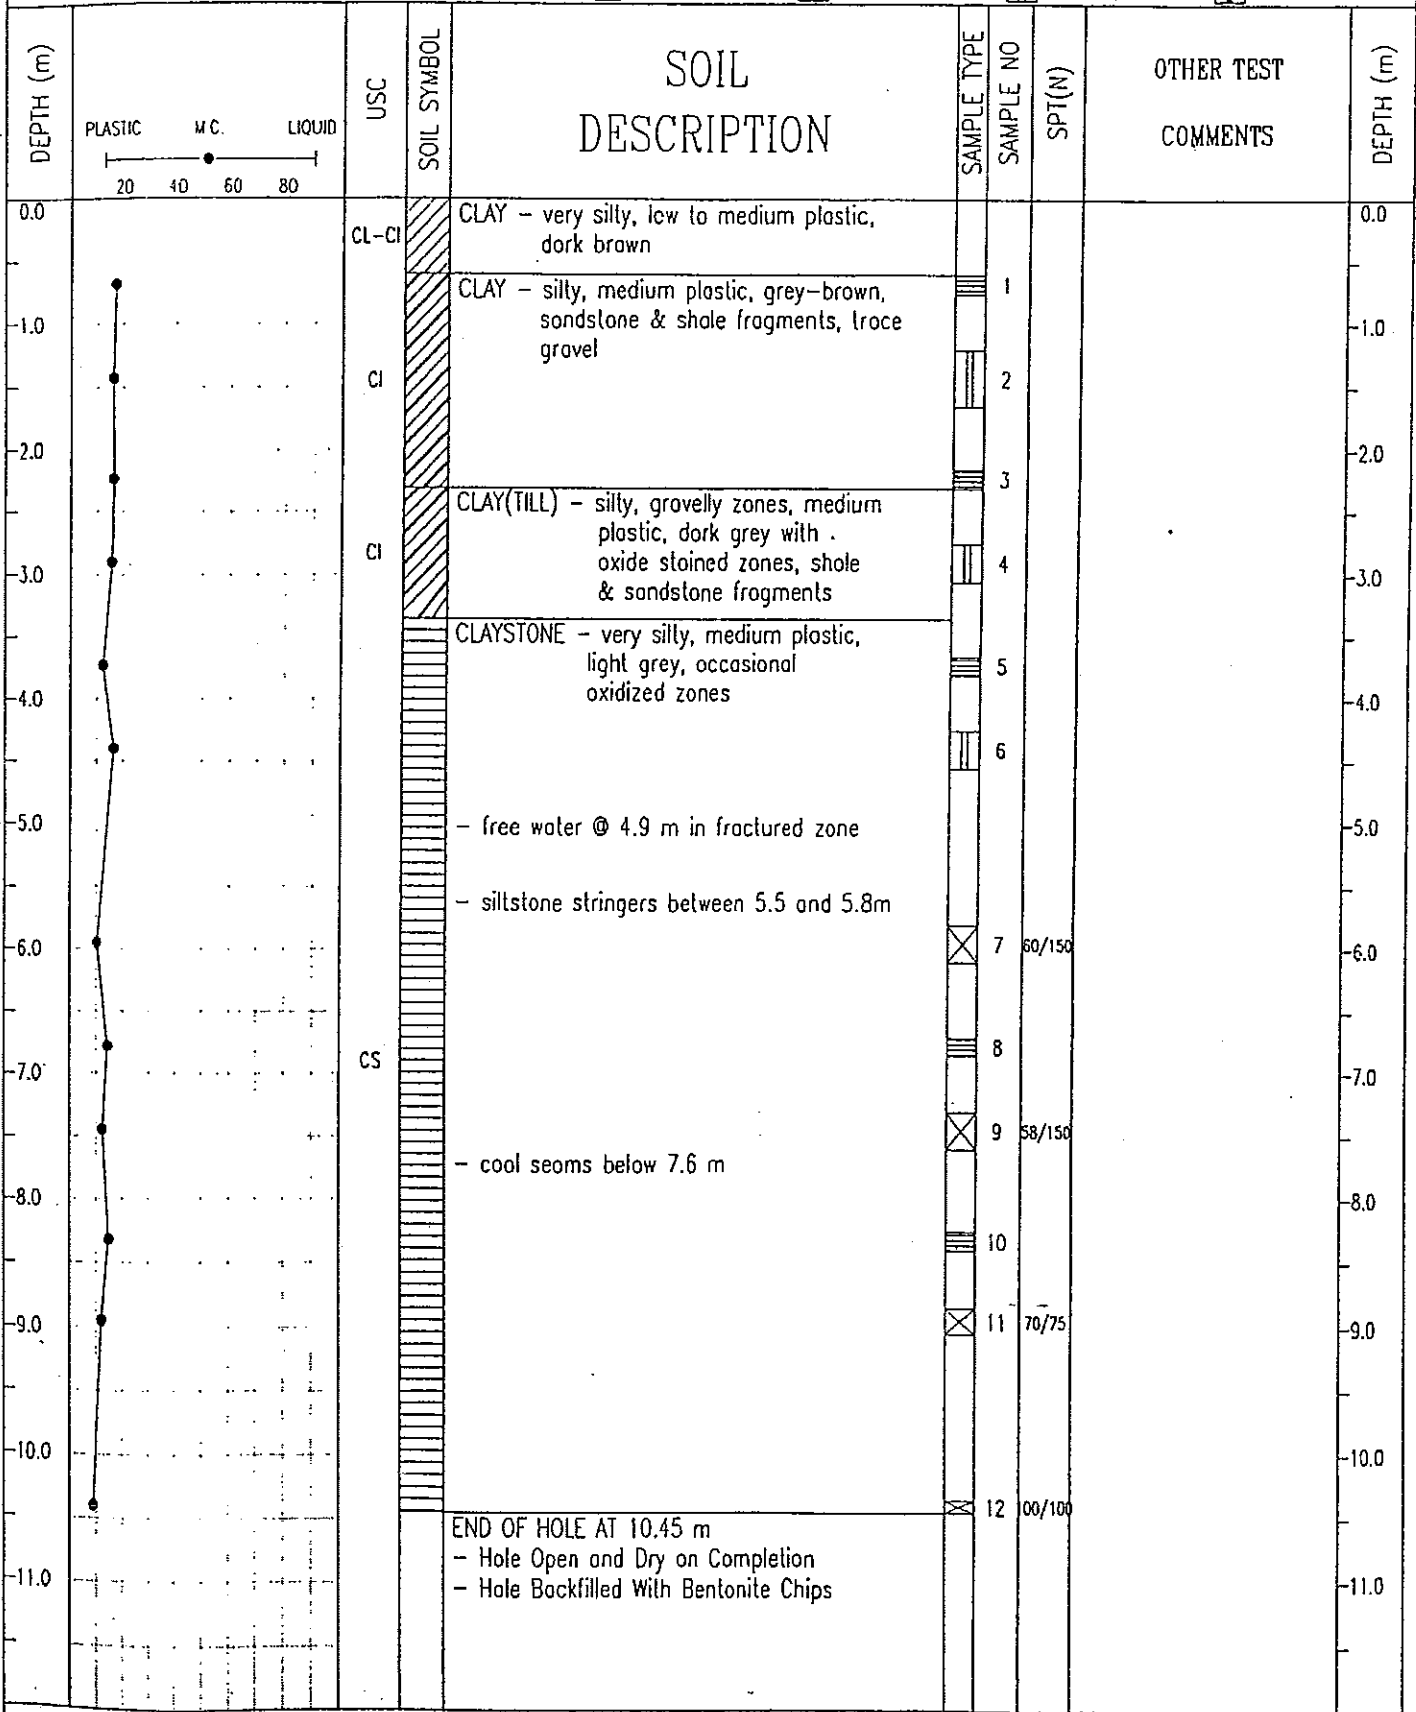 DEPTH (m)
PLASTIC M.C. LIQUID
20 40 60 80
USC
SOIL SYMBOL
SOIL
DESCRIPTION
SAMPLE TYPE
SAMPLE NO
SPT(N)
OTHER TEST
COMMENTS
DEPTH (m)
0.0
CL-CI
CLAY – very silty, low to medium plastic,
dark brown
0.0
1
CLAY – silty, medium plastic, grey-brown,
sandstone & shale fragments, trace
gravel
-1.0
-1.0
CI
2
-2.0
-2.0
3
CLAY(TILL) – silty, gravelly zones, medium
plastic, dark grey with
oxide stained zones, shale
& sandstone fragments
CI
4
-3.0
-3.0
CLAYSTONE – very silty, medium plastic,
light grey, occasional
oxidized zones
5
-4.0
-4.0
6
-5.0
– free water @ 4.9 m in fractured zone
-5.0
– siltstone stringers between 5.5 and 5.8m
-6.0
7 60/150
-6.0
CS
8
-7.0
-7.0
9 58/150
– coal seams below 7.6 m
-8.0
-8.0
10
-9.0
11 70/75
-9.0
-10.0
-10.0
12 100/100
END OF HOLE AT 10.45 m
– Hole Open and Dry on Completion
– Hole Backfilled With Bentonite Chips
-11.0
-11.0